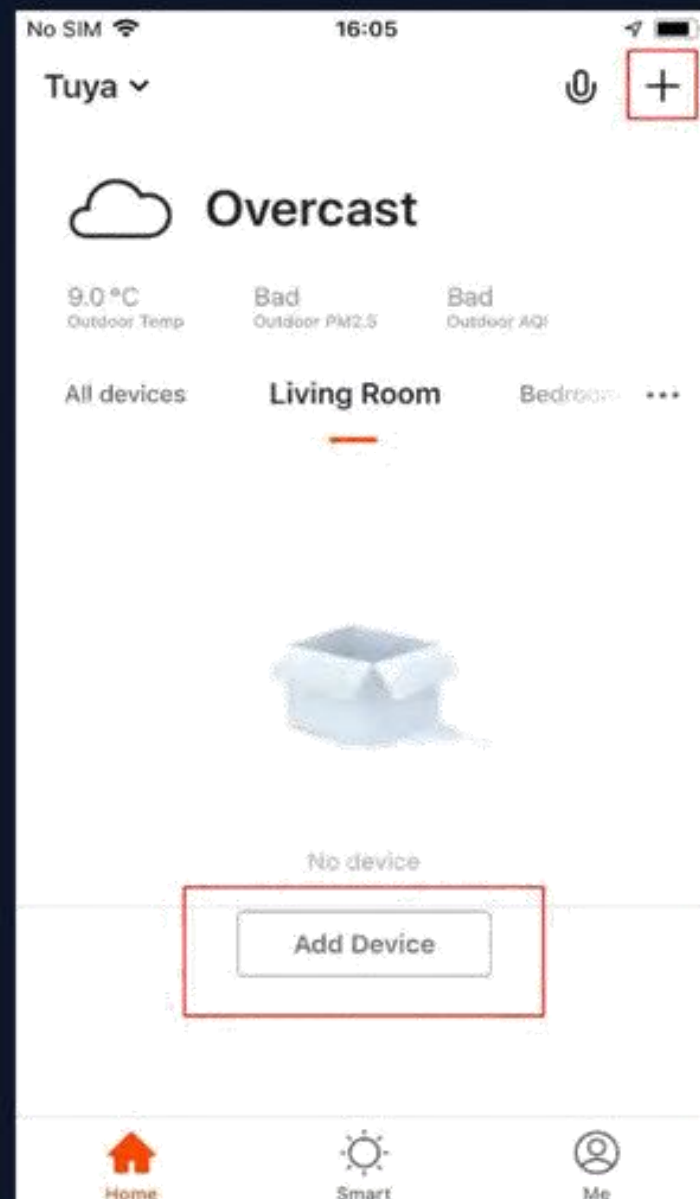 No SIM 16:05
Tuya
Overcast
9.0 °C Bad Bad
Outdoor Temp Outdoor PM2.5 Outdoor AQI
All devices Living Room Bedroom
No device
Add Device
Home Smart Me